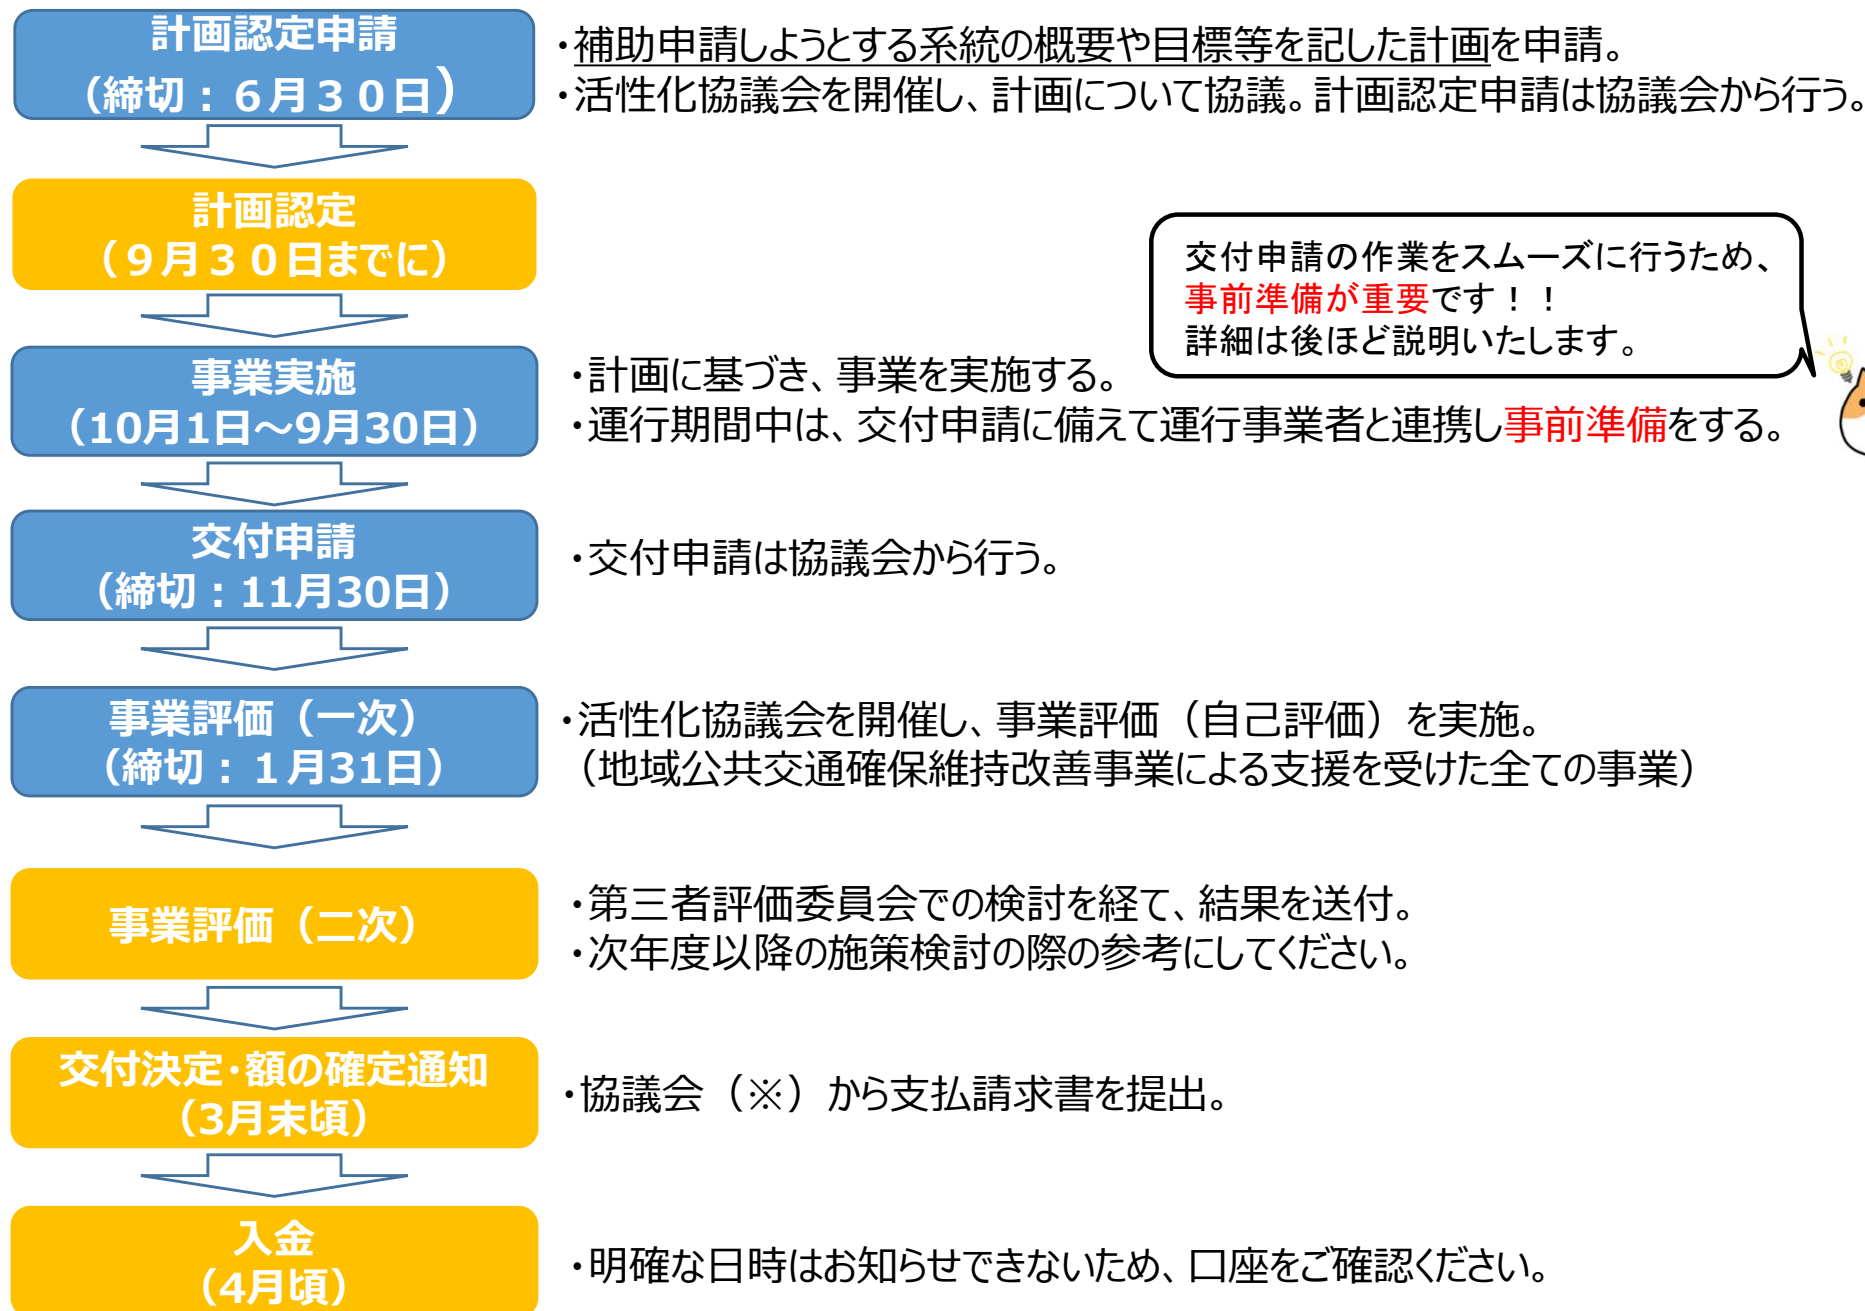 計画認定申請
（締切：６月３０日）
・補助申請しようとする系統の概要や目標等を記した計画を申請。
・活性化協議会を開催し、計画について協議。計画認定申請は協議会から行う。
計画認定
（９月３０日までに）
交付申請の作業をスムーズに行うため、
事前準備が重要です！！
詳細は後ほど説明いたします。
事業実施
（10月1日～9月30日）
・計画に基づき、事業を実施する。
・運行期間中は、交付申請に備えて運行事業者と連携し事前準備をする。
交付申請
（締切：11月30日）
・交付申請は協議会から行う。
事業評価（一次）
（締切：１月31日）
・活性化協議会を開催し、事業評価（自己評価）を実施。
（地域公共交通確保維持改善事業による支援を受けた全ての事業）
事業評価（二次）
・第三者評価委員会での検討を経て、結果を送付。
・次年度以降の施策検討の際の参考にしてください。
交付決定・額の確定通知
（3月末頃）
・協議会（※）から支払請求書を提出。
入金
（4月頃）
・明確な日時はお知らせできないため、口座をご確認ください。